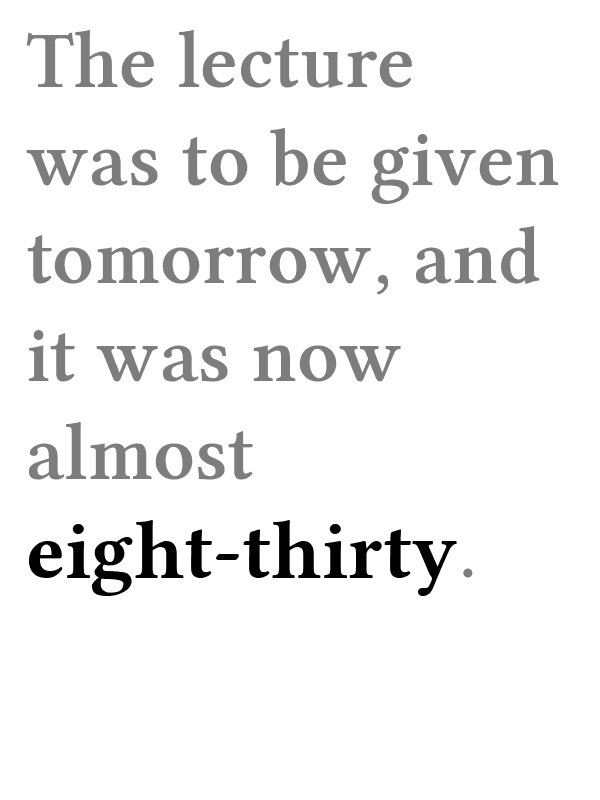 The lecture
was to be given
tomorrow, and
it was now
almost
eight-thirty.